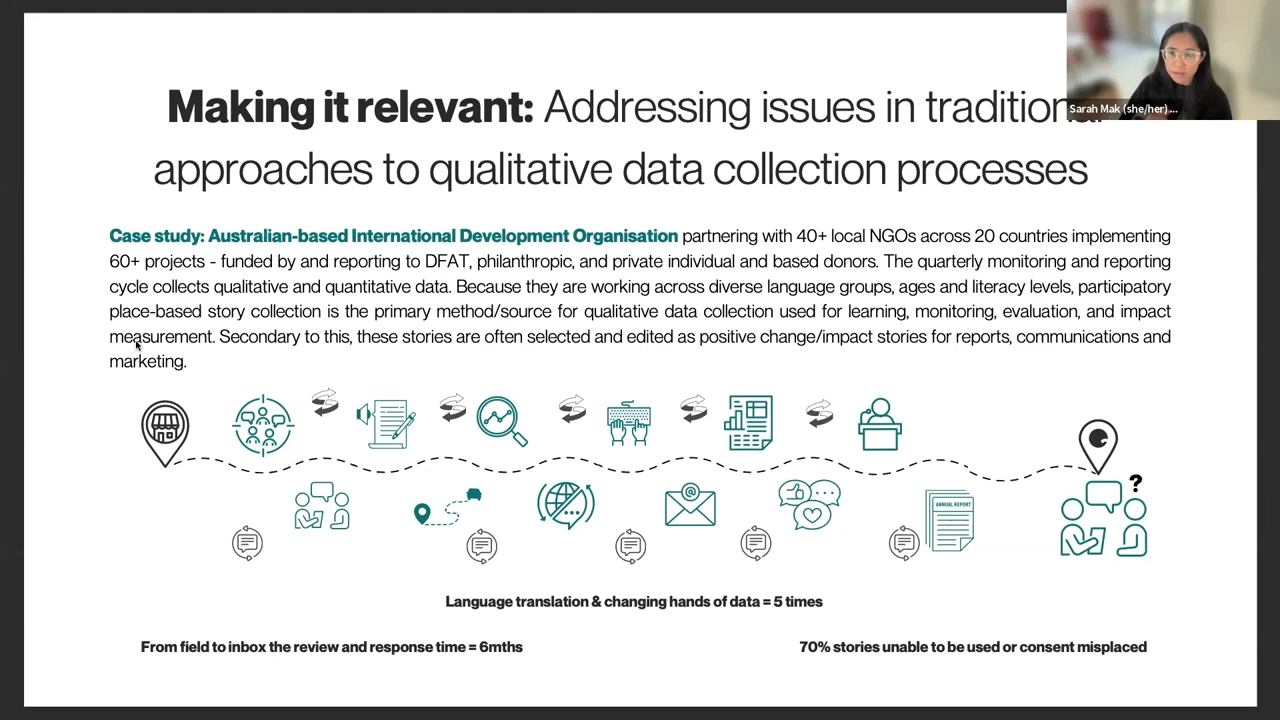 Making it relevant: Addressing issues in traditional
approaches to qualitative data collection processes
Sarah Mak (she/her) ...
Case study: Australian-based International Development Organisation partnering with 40+ local NGOs across 20 countries implementing
60+ projects - funded by and reporting to DFAT, philanthropic, and private individual and based donors. The quarterly monitoring and reporting
cycle collects qualitative and quantitative data. Because they are working across diverse language groups, ages and literacy levels, participatory
place-based story collection is the primary method/source for qualitative data collection used for learning, monitoring, evaluation, and impact
measurement. Secondary to this, these stories are often selected and edited as positive change/impact stories for reports, communications and
marketing.
?
@
ANNUAL REPORT
Language translation & changing hands of data = 5 times
From field to inbox the review and response time = 6mths
70% stories unable to be used or consent misplaced